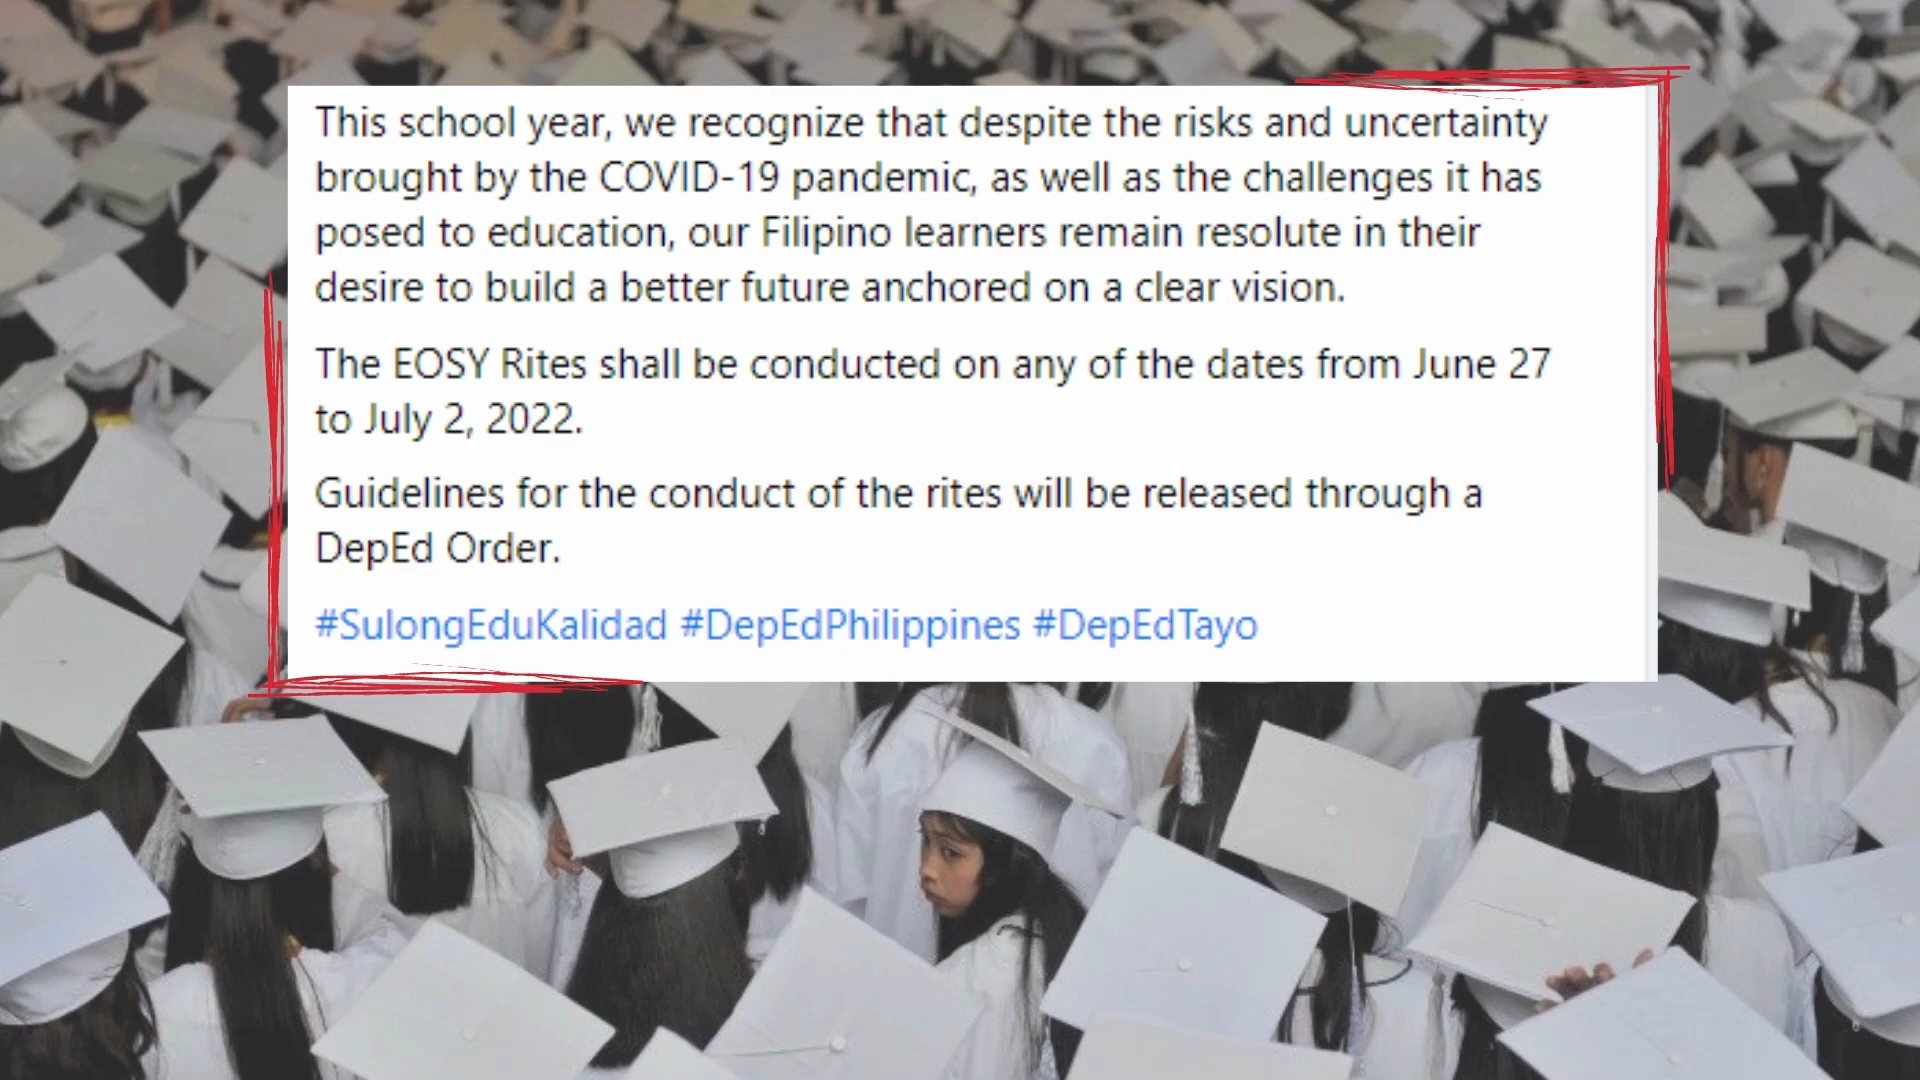 This school year, we recognize that despite the risks and uncertainty
brought by the COVID-19 pandemic, as well as the challenges it has
posed to education, our Filipino learners remain resolute in their
desire to build a better future anchored on a clear vision.
The EOSY Rites shall be conducted on any of the dates from June 27
to July 2, 2022.
Guidelines for the conduct of the rites will be released through a
DepEd Order.
#SulongEduKalidad #DepEdPhilippines #DepEdTayo